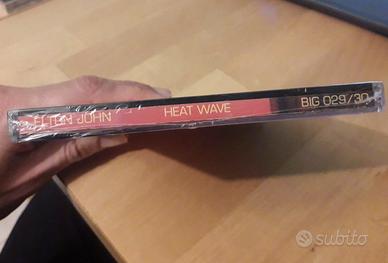 ELTON JOHN HEAT WAVE BIG 029/30
subito